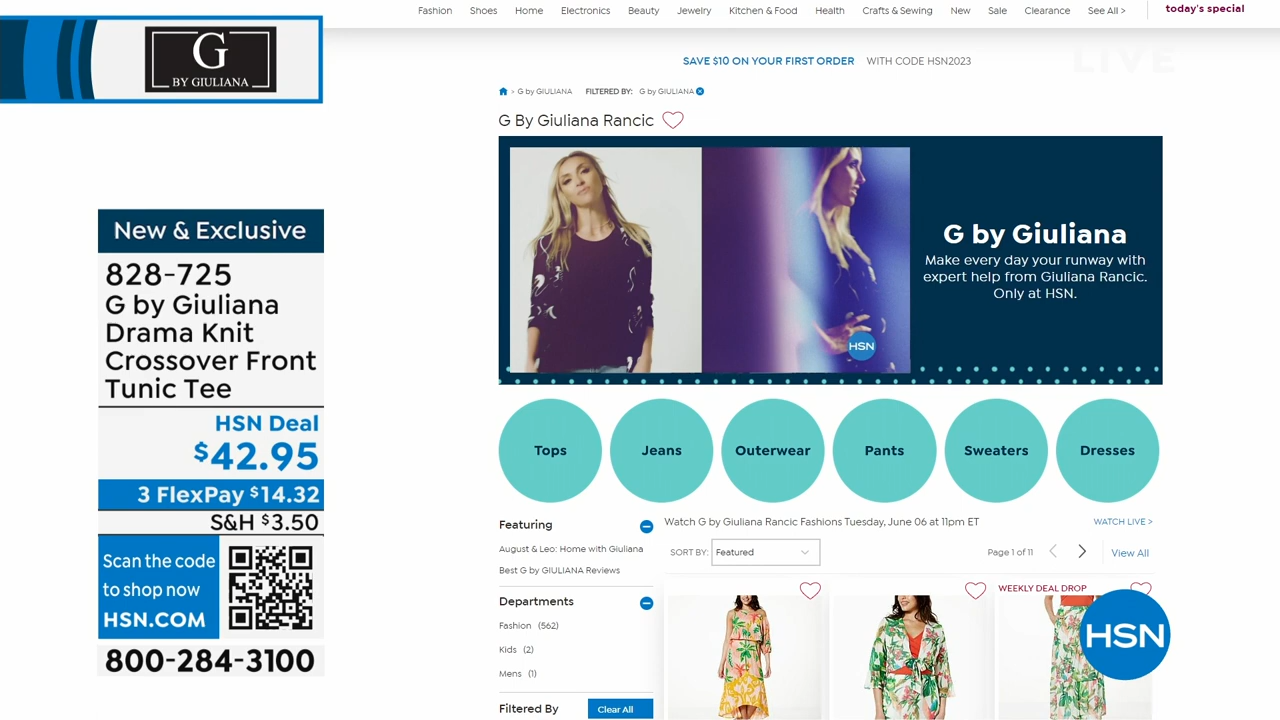 Fashion Shoes Home Electronics Beauty Jewelry Kitchen & Food Health Crafts & Sewing New Sale Clearance See All > today's special
G
BY GIULIANA
SAVE $10 ON YOUR FIRST ORDER WITH CODE HSN2023
LIVE
> G by GIULIANA FILTERED BY: G by GIULIANA
G By Giuliana Rancic
G by Giuliana
Make every day your runway with
expert help from Giuliana Rancic.
Only at HSN.
HSN
New & Exclusive
828-725
G by Giuliana
Drama Knit
Crossover Front
Tunic Tee
HSN Deal
$42.95
3 FlexPay $14.32
S&H $3.50
Scan the code
to shop now
HSN.COM
800-284-3100
Tops Jeans Outerwear Pants Sweaters Dresses
Featuring
August & Leo: Home with Giuliana
Best G by GIULIANA Reviews
Departments
Fashion (562)
Kids (2)
Mens (1)
Filtered By Clear All
Watch G by Giuliana Rancic Fashions Tuesday, June 06 at 11pm ET WATCH LIVE >
SORT BY: Featured Page 1 of 11 View All
WEEKLY DEAL DROP
HSN